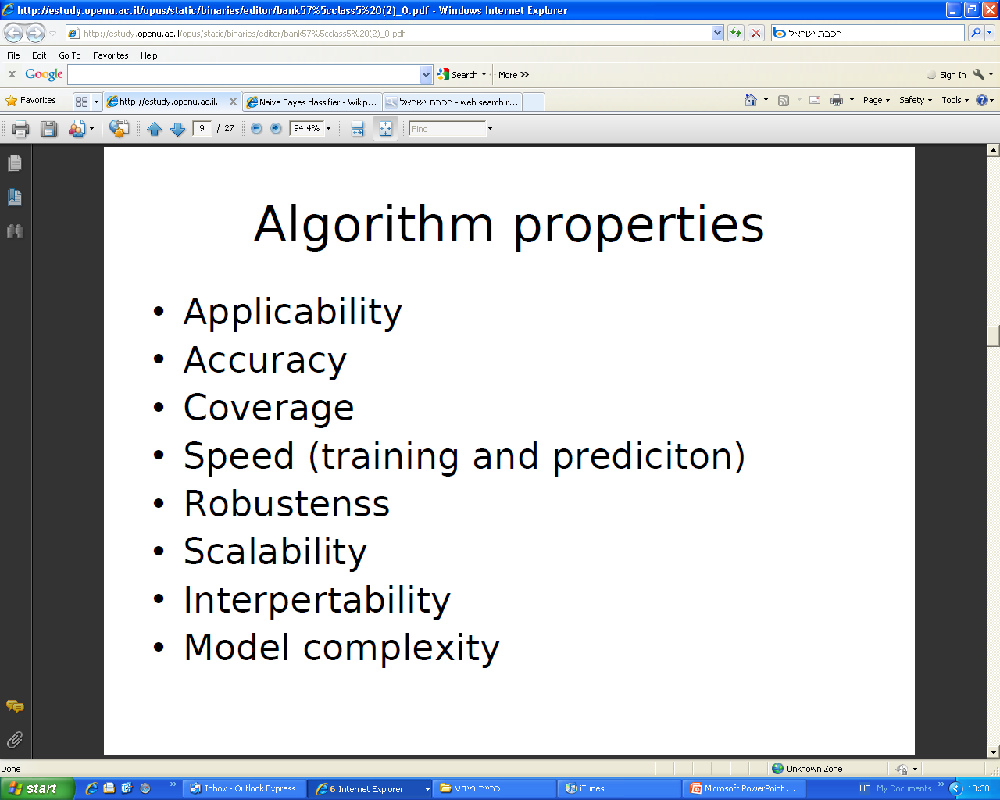 http://estudy.openu.ac.il/opus/static/binaries/editor/bank57%5cclass5%20(2)_0.pdf - Windows Internet Explorer
http://estudy.openu.ac.il/opus/static/binaries/editor/bank57%5cclass5%20(2)_0.pdf
רכבת ישראל
File Edit Go To Favorites Help
x Google Search More >> Sign In
Favorites http://estudy.openu.ac.il... Naive Bayes classifier - Wikip... רכבת ישראל - web search r... Page Safety Tools
9 / 27 94.4% Find
Algorithm properties
• Applicability
• Accuracy
• Coverage
• Speed (training and prediciton)
• Robustenss
• Scalability
• Interpertability
• Model complexity
Done Unknown Zone
start Inbox - Outlook Express 6 Internet Explorer כריית מידע iTunes Microsoft PowerPoint ... HE My Documents 13:30